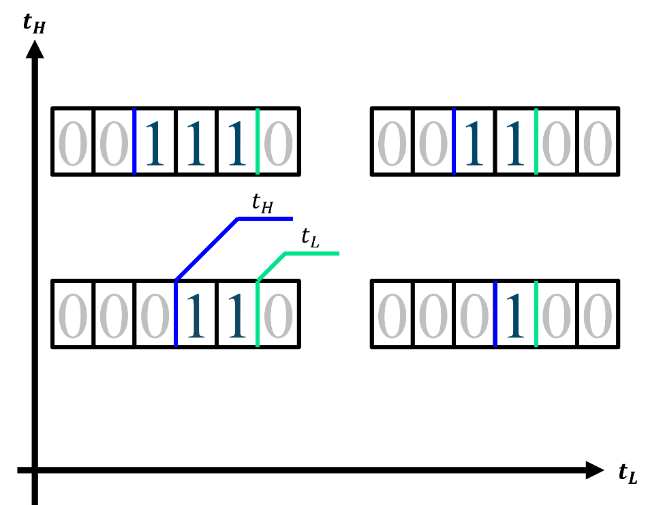 t_H
0 0 1 1 1 0
0 0 1 1 0 0
t_H
t_L
0 0 0 1 1 0
0 0 0 1 0 0
t_L